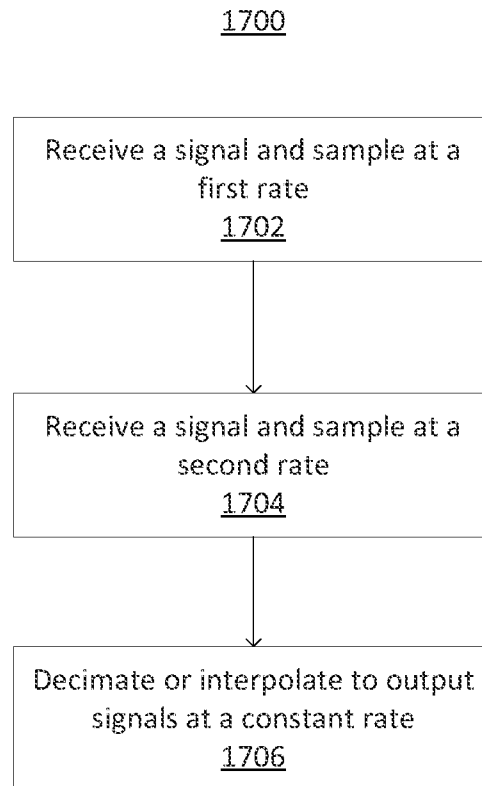 1700
Receive a signal and sample at a
first rate
1702
Receive a signal and sample at a
second rate
1704
Decimate or interpolate to output
signals at a constant rate
1706